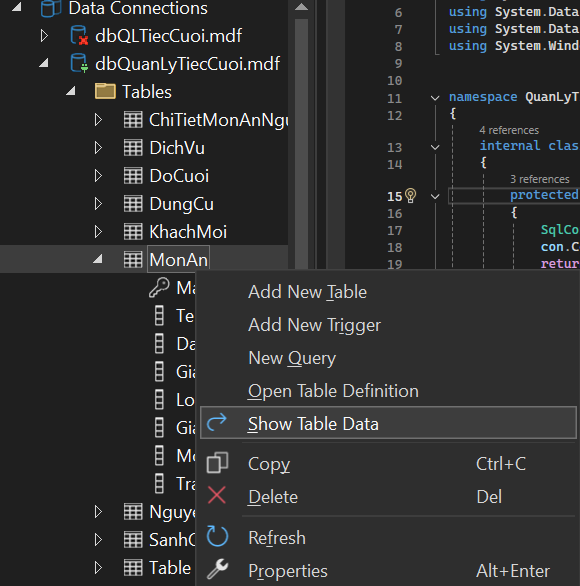 Data Connections
dbQLTiecCuoi.mdf
dbQuanLyTiecCuoi.mdf
Tables
ChiTietMonAnNgu
DichVu
DoCuoi
DungCu
KhachMoi
MonAn
Ma
Te
Da
Gia
Lo
Gia
Mo
Tra
Nguye
SanhC
Table
Add New Table
Add New Trigger
New Query
Open Table Definition
Show Table Data
Copy Ctrl+C
Delete Del
Refresh
Properties Alt+Enter
6 using System.Data
7 using System.Data
8 using System.Wind
9
10
11 namespace QuanLyT
12 {
4 references
13 internal clas
14 {
3 references
15 protected
16 {
17 SqlCo
18 con.C
19 retur